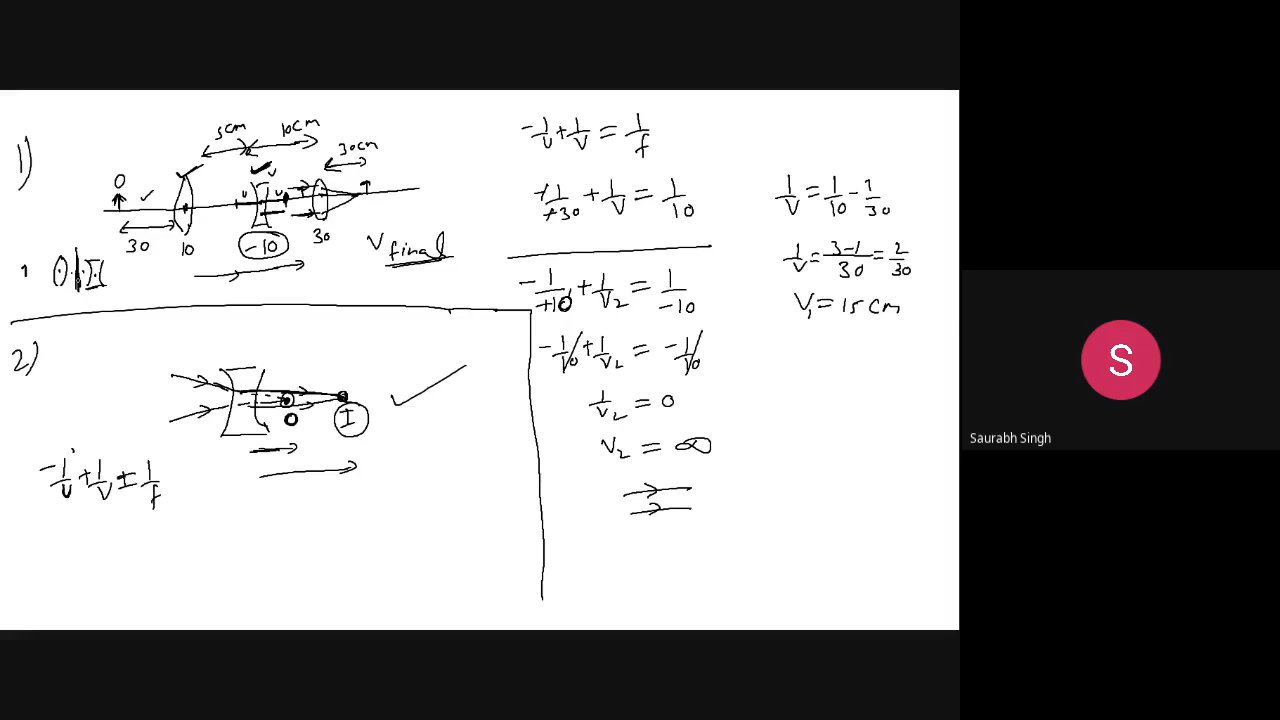 1)
5cm
10cm
30cm
O
30
10
-10
30
V final
2)
O
I
-1/u + 1/v = 1/f
-1/u + 1/v = 1/f
+1/+30 + 1/v = 1/10
-1/+10 + 1/v2 = 1/-10
-1/10 + 1/v2 = -1/10
1/v2 = 0
v2 = ∞
1/v = 1/10 - 1/30
1/v = 3-1/30 = 2/30
V1 = 15 cm
S
Saurabh Singh